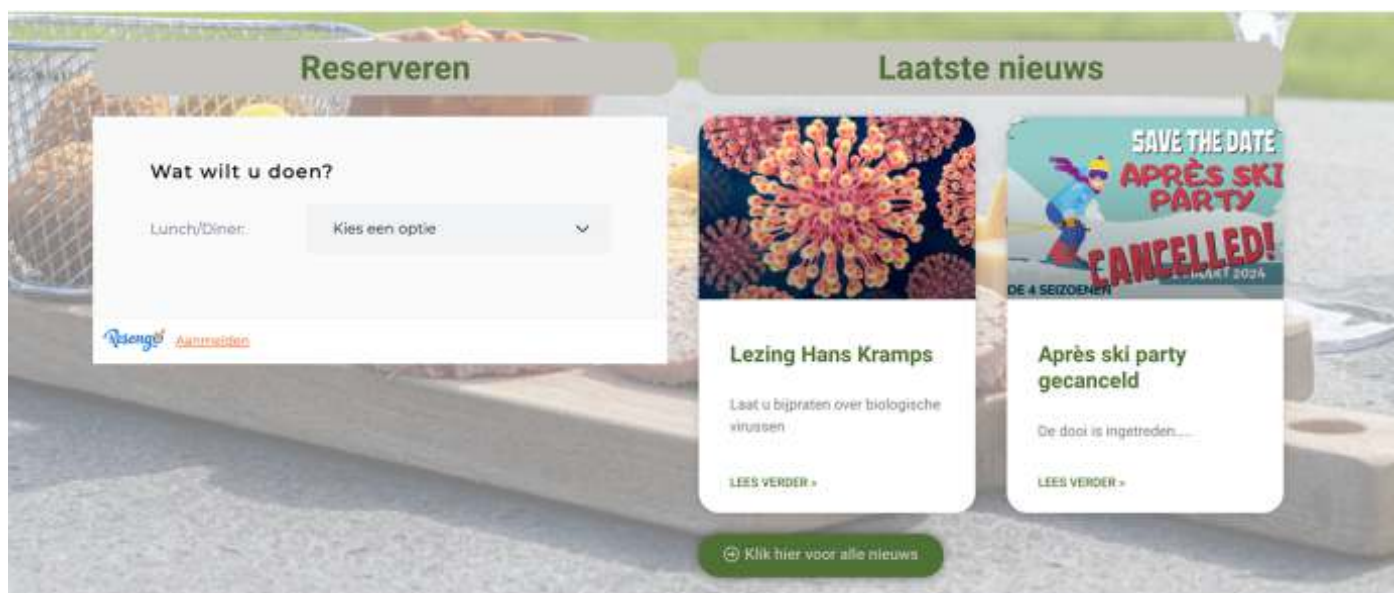 Reserveren
Wat wilt u doen?
Lunch/Diner:
Kies een optie
Resengo
Aanmelden
Laatste nieuws
SAVE THE DATE
APRÈS SKI
PARTY
CANCELLED!
MAART 2024
DE 4 SEIZOENEN
Lezing Hans Kramps
Laat u bijpraten over biologische
virussen
LEES VERDER »
Après ski party
gecanceld
De dooi is ingetreden.....
LEES VERDER »
Klik hier voor alle nieuws